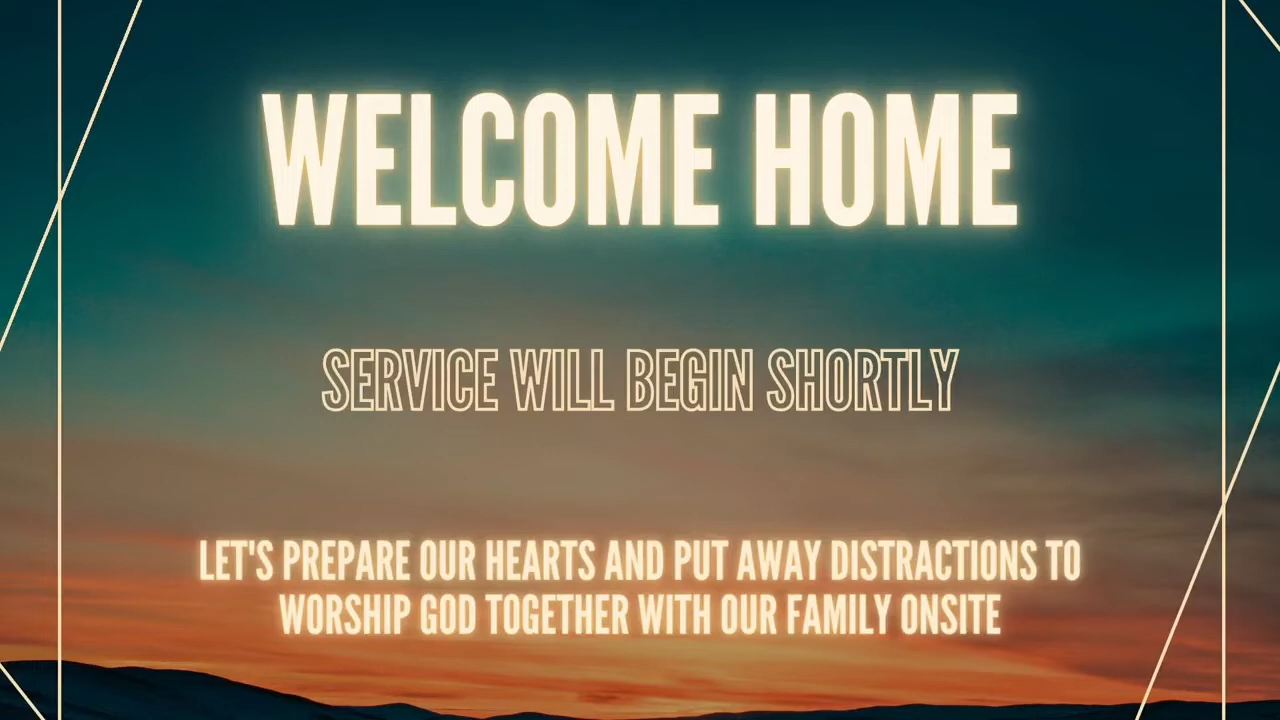 WELCOME HOME
SERVICE WILL BEGIN SHORTLY
LET'S PREPARE OUR HEARTS AND PUT AWAY DISTRACTIONS TO
WORSHIP GOD TOGETHER WITH OUR FAMILY ONSITE